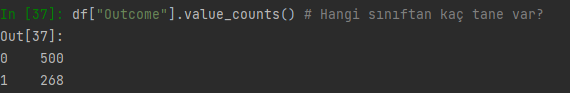 In [37]: df["Outcome"].value_counts() # Hangi sınıftan kaç tane var?
Out[37]:
0    500
1    268